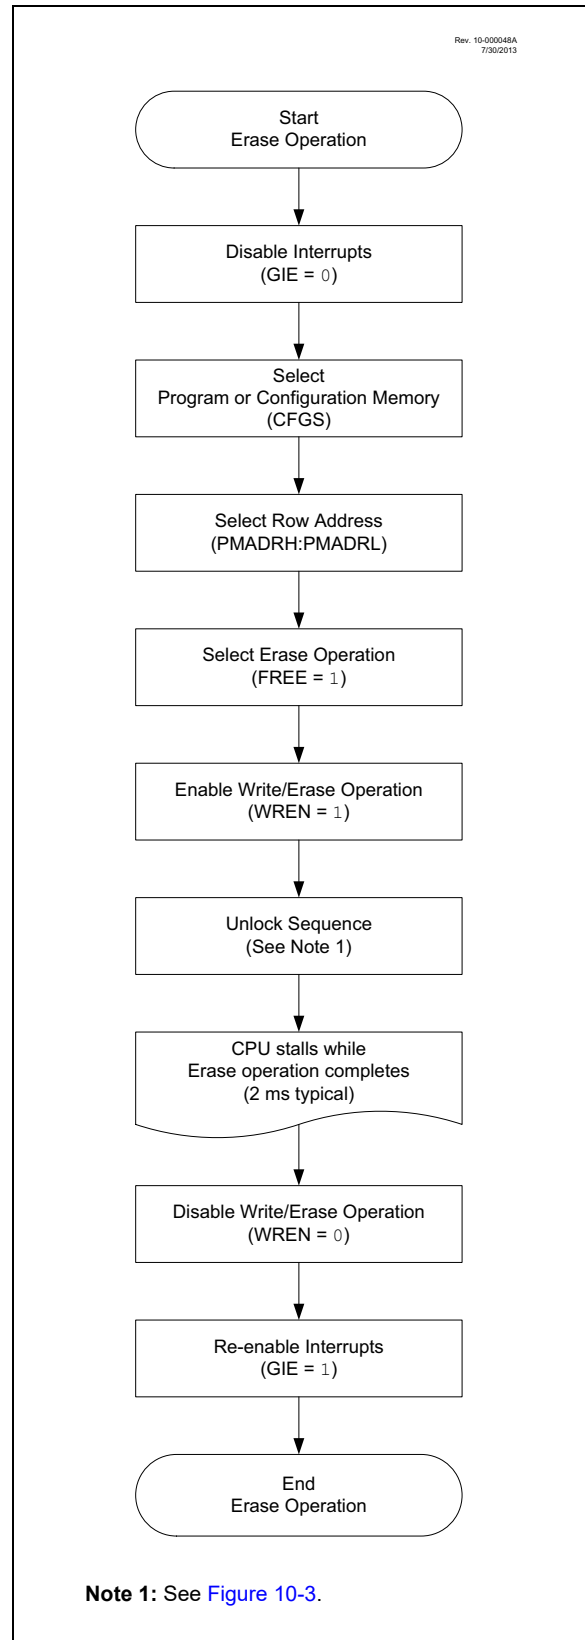 Rev. 10-000048A
7/30/2013
Start
Erase Operation
Disable Interrupts
(GIE = 0)
Select
Program or Configuration Memory
(CFGS)
Select Row Address
(PMADRH:PMADRL)
Select Erase Operation
(FREE = 1)
Enable Write/Erase Operation
(WREN = 1)
Unlock Sequence
(See Note 1)
CPU stalls while
Erase operation completes
(2 ms typical)
Disable Write/Erase Operation
(WREN = 0)
Re-enable Interrupts
(GIE = 1)
End
Erase Operation
Note 1: See Figure 10-3.